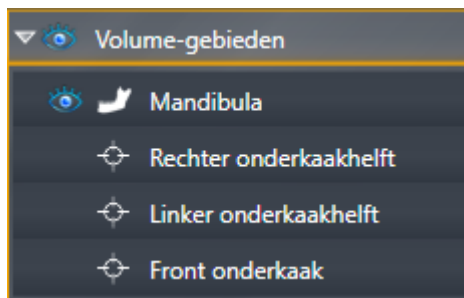 Volume-gebieden
Mandibula
Rechter onderkaakhelft
Linker onderkaakhelft
Front onderkaak